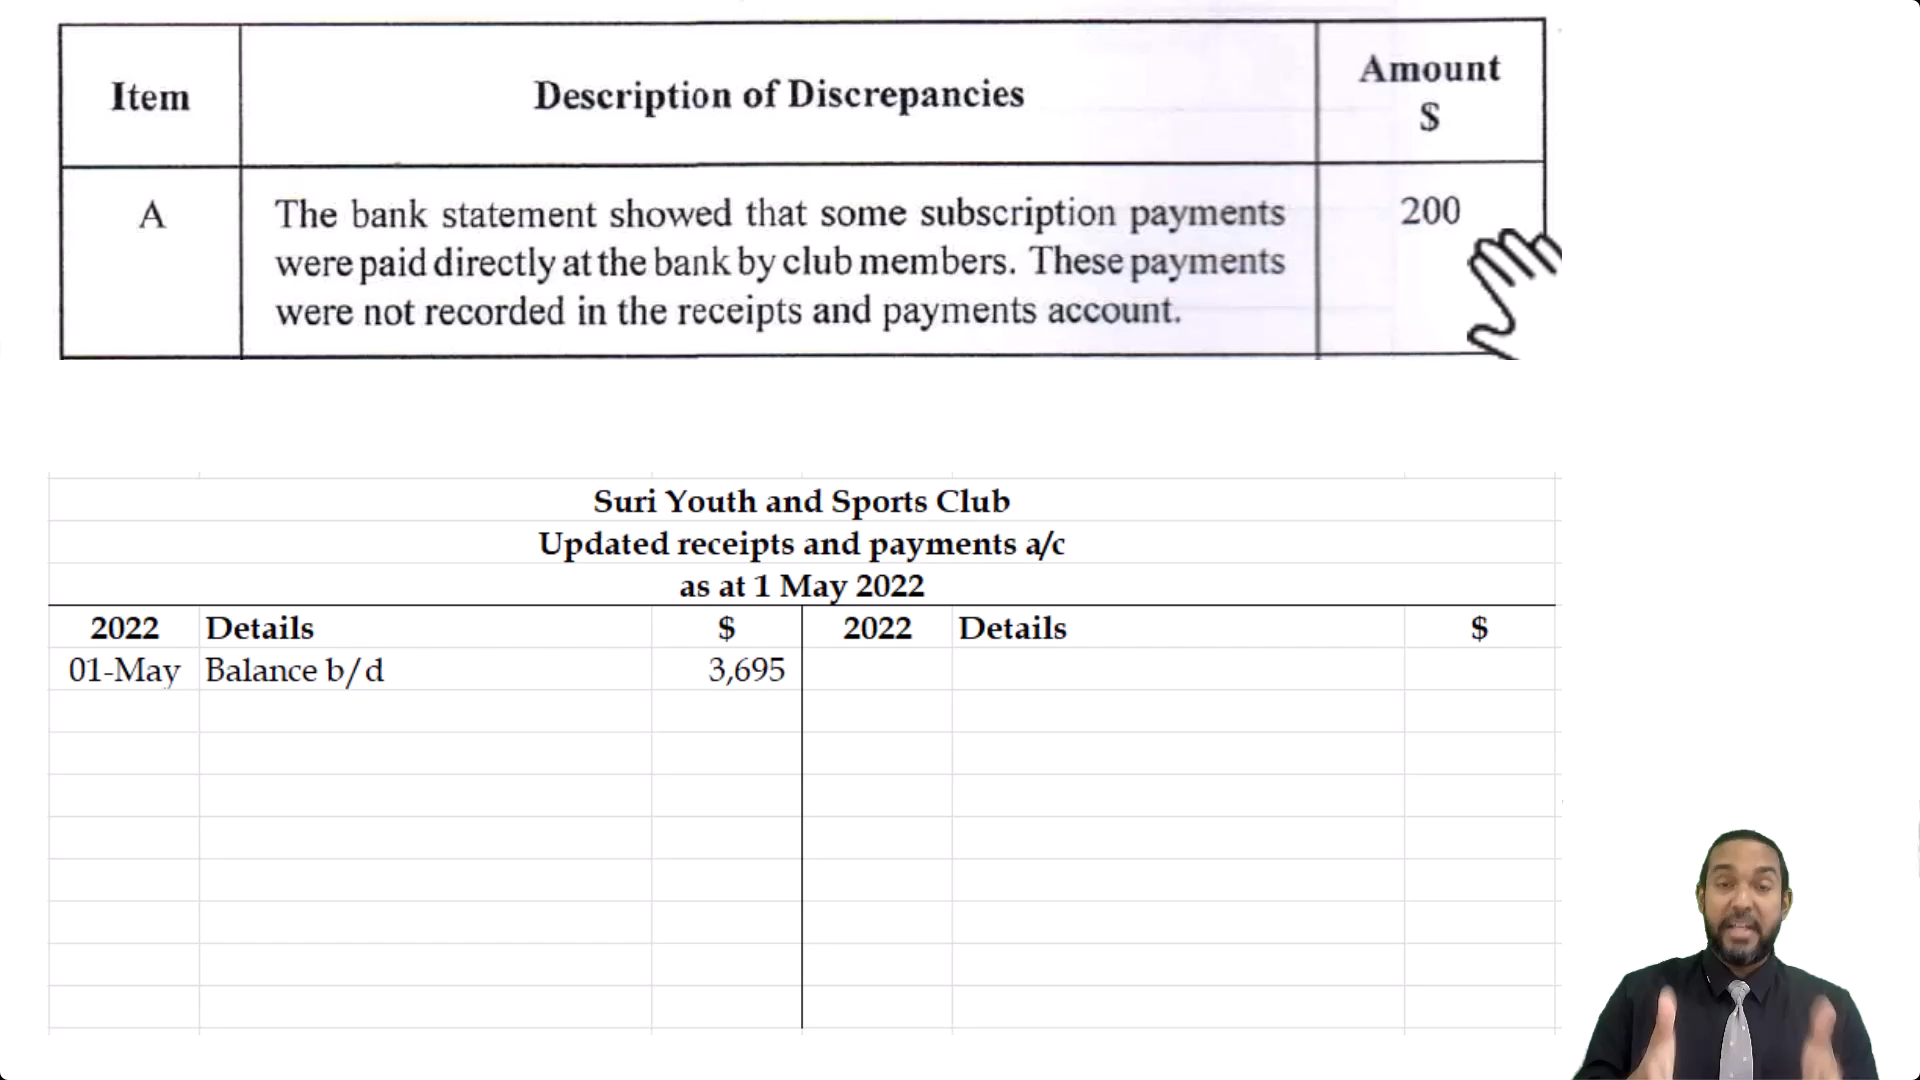 Item
Description of Discrepancies
Amount
$
A
The bank statement showed that some subscription payments
were paid directly at the bank by club members. These payments
were not recorded in the receipts and payments account.
200
Suri Youth and Sports Club
Updated receipts and payments a/c
as at 1 May 2022
2022 Details $ 2022 Details $
01-May Balance b/d 3,695